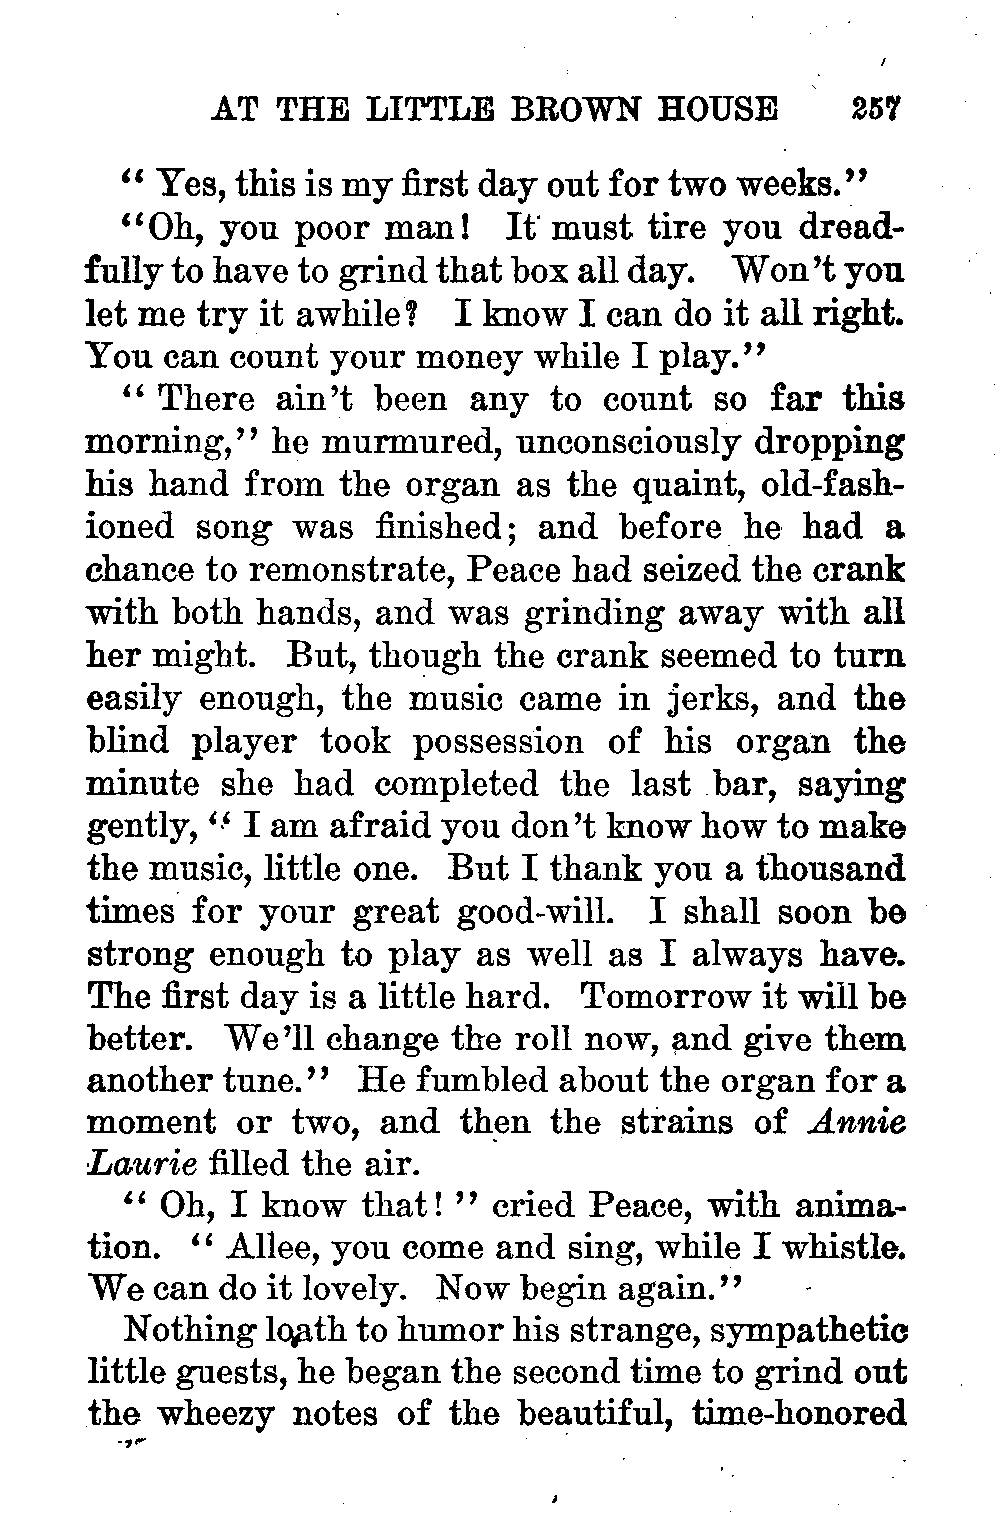 AT THE LITTLE BROWN HOUSE 257
" Yes, this is my first day out for two weeks."
"Oh, you poor man! It must tire you dread-
fully to have to grind that box all day. Won't you
let me try it awhile? I know I can do it all right.
You can count your money while I play."
" There ain't been any to count so far this
morning," he murmured, unconsciously dropping
his hand from the organ as the quaint, old-fash-
ioned song was finished; and before he had a
chance to remonstrate, Peace had seized the crank
with both hands, and was grinding away with all
her might. But, though the crank seemed to turn
easily enough, the music came in jerks, and the
blind player took possession of his organ the
minute she had completed the last bar, saying
gently, " I am afraid you don't know how to make
the music, little one. But I thank you a thousand
times for your great good-will. I shall soon be
strong enough to play as well as I always have.
The first day is a little hard. Tomorrow it will be
better. We'll change the roll now, and give them
another tune." He fumbled about the organ for a
moment or two, and then the strains of Annie
Laurie filled the air.
" Oh, I know that! " cried Peace, with anima-
tion. " Allee, you come and sing, while I whistle.
We can do it lovely. Now begin again."
Nothing loath to humor his strange, sympathetic
little guests, he began the second time to grind out
the wheezy notes of the beautiful, time-honored